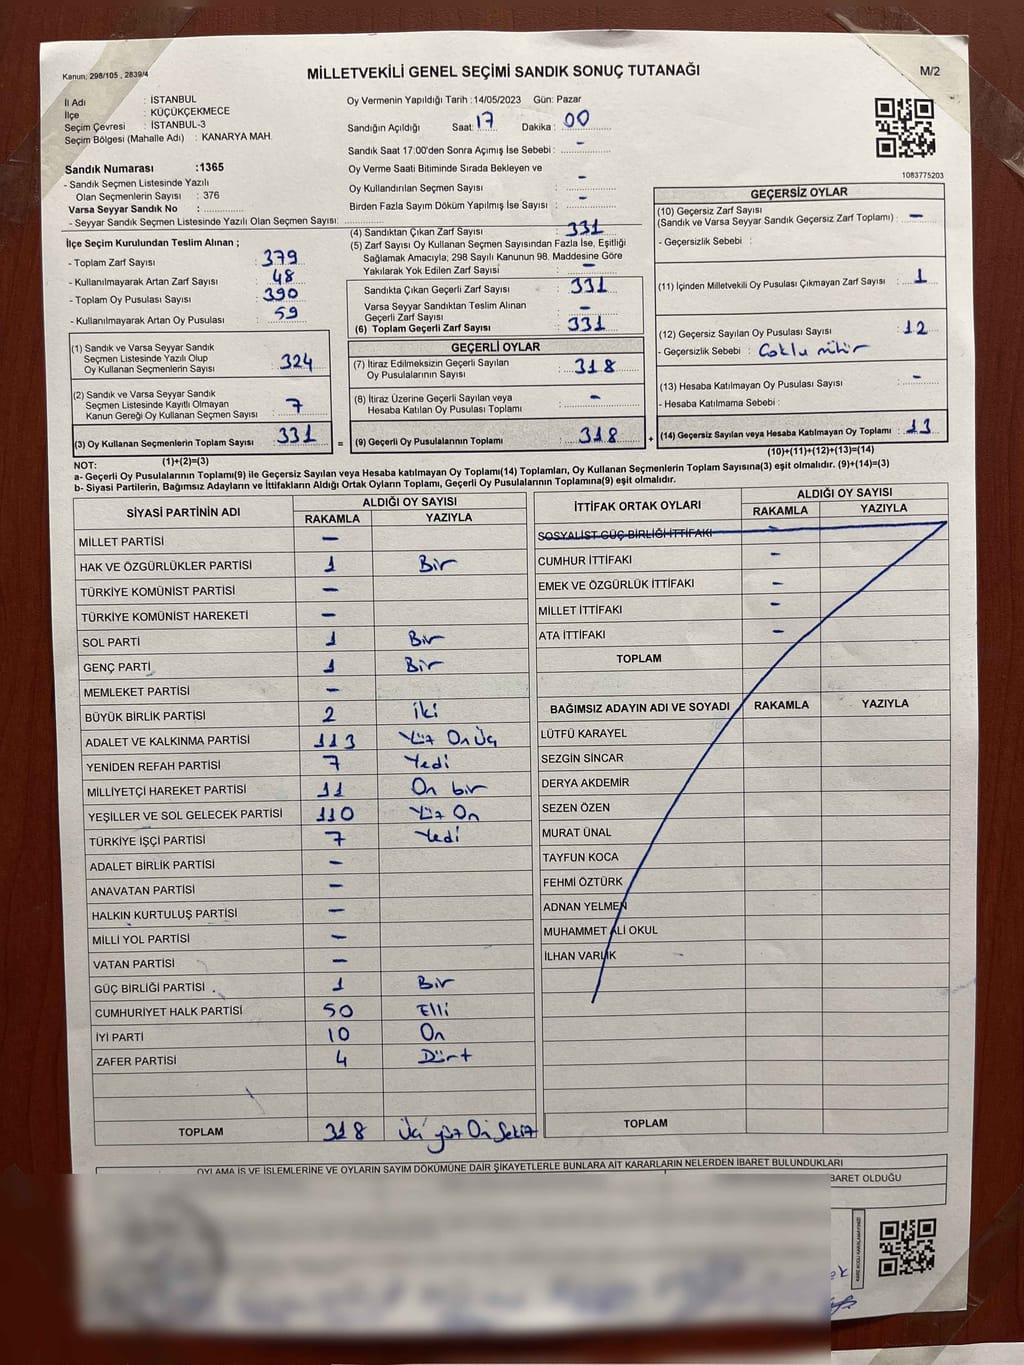 Kanun; 298/105 , 2839/4
MİLLETVEKİLİ GENEL SEÇİMİ SANDIK SONUÇ TUTANAĞI
M/2
İl Adı : İSTANBUL
İlçe : KÜÇÜKÇEKMECE
Seçim Çevresi : İSTANBUL-3
Seçim Bölgesi (Mahalle Adı) : KANARYA MAH.
Sandık Numarası :1365
- Sandık Seçmen Listesinde Yazılı
Olan Seçmenlerin Sayısı : 376
Varsa Seyyar Sandık No :
- Seyyar Sandık Seçmen Listesinde Yazılı Olan Seçmen Sayısı:
Oy Vermenin Yapıldığı Tarih :14/05/2023 Gün: Pazar
Sandığın Açıldığı Saat: 17 Dakika : 00
Sandık Saat 17:00'den Sonra Açımış İse Sebebi : -
Oy Verme Saati Bitiminde Sırada Bekleyen ve
Oy Kullandırılan Seçmen Sayısı : -
Birden Fazla Sayım Döküm Yapılmış İse Sayısı : -
1083775203
İlçe Seçim Kurulundan Teslim Alınan ;
- Toplam Zarf Sayısı : 379
- Kullanılmayarak Artan Zarf Sayısı : 48
- Toplam Oy Pusulası Sayısı : 390
- Kullanılmayarak Artan Oy Pusulası : 59
(4) Sandıktan Çıkan Zarf Sayısı : 331
(5) Zarf Sayısı Oy Kullanan Seçmen Sayısından Fazla İse, Eşitliği
Sağlamak Amacıyla; 298 Sayılı Kanunun 98. Maddesine Göre
Yakılarak Yok Edilen Zarf Sayısı : -
Sandıkta Çıkan Geçerli Zarf Sayısı : 331
Varsa Seyyar Sandıktan Teslim Alınan
Geçerli Zarf Sayısı : -
(6) Toplam Geçerli Zarf Sayısı : 331
GEÇERSİZ OYLAR
(10) Geçersiz Zarf Sayısı
(Sandık ve Varsa Seyyar Sandık Geçersiz Zarf Toplamı) : -
- Geçersizlik Sebebi :
(11) İçinden Milletvekili Oy Pusulası Çıkmayan Zarf Sayısı : 1
(12) Geçersiz Sayılan Oy Pusulası Sayısı : 12
- Geçersizlik Sebebi : Çoklu mühür
(13) Hesaba Katılmayan Oy Pusulası Sayısı : -
- Hesaba Katılmama Sebebi :
(14) Geçersiz Sayılan veya Hesaba Katılmayan Oy Toplamı : 13
(10)+(11)+(12)+(13)=(14)
(1) Sandık ve Varsa Seyyar Sandık
Seçmen Listesinde Yazılı Olup
Oy Kullanan Seçmenlerin Sayısı : 324
(2) Sandık ve Varsa Seyyar Sandık
Seçmen Listesinde Kayıtlı Olmayan
Kanun Gereği Oy Kullanan Seçmen Sayısı : 7
(3) Oy Kullanan Seçmenlerin Toplam Sayısı : 331 =
(1)+(2)=(3)
GEÇERLİ OYLAR
(7) İtiraz Edilmeksizin Geçerli Sayılan
Oy Pusulalarının Sayısı : 318
(8) İtiraz Üzerine Geçerli Sayılan veya
Hesaba Katılan Oy Pusulası Toplamı : -
(9) Geçerli Oy Pusulalarının Toplamı : 318 +
NOT:
a- Geçerli Oy Pusulalarının Toplamı(9) ile Geçersiz Sayılan veya Hesaba katılmayan Oy Toplamı(14) Toplamları, Oy Kullanan Seçmenlerin Toplam Sayısına(3) eşit olmalıdır. (9)+(14)=(3)
b- Siyasi Partilerin, Bağımsız Adayların ve İttifakların Aldığı Ortak Oyların Toplamı, Geçerli Oy Pusulalarının Toplamına(9) eşit olmalıdır.
SİYASİ PARTİNİN ADI ALDIĞI OY SAYISI
RAKAMLA YAZIYLA
MİLLET PARTİSİ -
HAK VE ÖZGÜRLÜKLER PARTİSİ 1 Bir
TÜRKİYE KOMÜNİST PARTİSİ -
TÜRKİYE KOMÜNİST HAREKETİ -
SOL PARTİ 1 Bir
GENÇ PARTİ 1 Bir
MEMLEKET PARTİSİ -
BÜYÜK BİRLİK PARTİSİ 2 İki
ADALET VE KALKINMA PARTİSİ 113 Yüz On Üç
YENİDEN REFAH PARTİSİ 7 Yedi
MİLLİYETÇİ HAREKET PARTİSİ 11 On bir
YEŞİLLER VE SOL GELECEK PARTİSİ 110 Yüz On
TÜRKİYE İŞÇİ PARTİSİ 7 Yedi
ADALET BİRLİK PARTİSİ -
ANAVATAN PARTİSİ -
HALKIN KURTULUŞ PARTİSİ -
MİLLİ YOL PARTİSİ -
VATAN PARTİSİ -
GÜÇ BİRLİĞİ PARTİSİ 1 Bir
CUMHURİYET HALK PARTİSİ 50 Elli
İYİ PARTİ 10 On
ZAFER PARTİSİ 4 Dört
TOPLAM 318 Üç yüz On Sekiz
İTTİFAK ORTAK OYLARI ALDIĞI OY SAYISI
RAKAMLA YAZIYLA
SOSYALİST GÜÇ BİRLİĞİ İTTİFAKI -
CUMHUR İTTİFAKI -
EMEK VE ÖZGÜRLÜK İTTİFAKI -
MİLLET İTTİFAKI -
ATA İTTİFAKI -
TOPLAM
BAĞIMSIZ ADAYIN ADI VE SOYADI RAKAMLA YAZIYLA
LÜTFÜ KARAYEL
SEZGİN SİNCAR
DERYA AKDEMİR
SEZEN ÖZEN
MURAT ÜNAL
TAYFUN KOCA
FEHMİ ÖZTÜRK
ADNAN YELMEN
MUHAMMET ALİ OKUL
İLHAN VARLIK
TOPLAM
OYLAMA İŞ VE İŞLEMLERİNE VE OYLARIN SAYIM DÖKÜMÜNE DAİR ŞİKAYETLERLE BUNLARA AİT KARARLARIN NELERDEN İBARET BULUNDUKLARI
BARET OLDUĞU